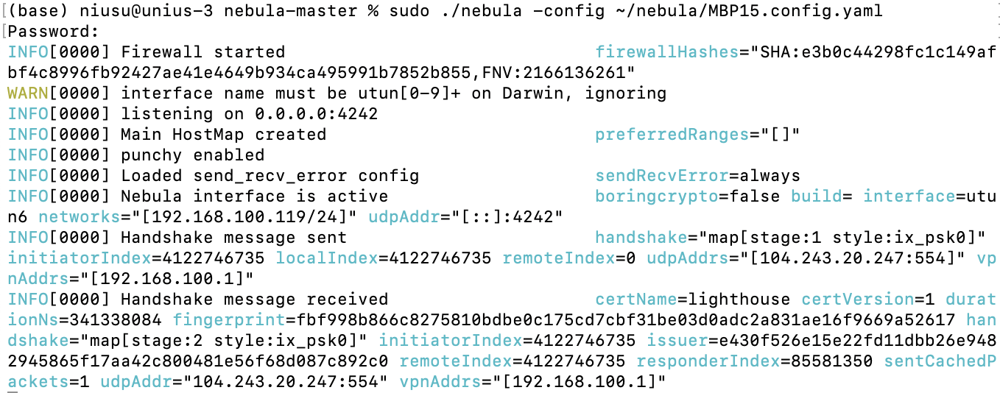 (base) niusu@unius-3 nebula-master % sudo ./nebula -config ~/nebula/MBP15.config.yaml
Password:
INFO[0000] Firewall started firewallHashes="SHA:e3b0c44298fc1c149af
bf4c8996fb92427ae41e4649b934ca495991b7852b855,FNV:2166136261"
WARN[0000] interface name must be utun[0-9]+ on Darwin, ignoring
INFO[0000] listening on 0.0.0.0:4242
INFO[0000] Main HostMap created preferredRanges="[]"
INFO[0000] punchy enabled
INFO[0000] Loaded send_recv_error config sendRecvError=always
INFO[0000] Nebula interface is active boringcrypto=false build= interface=utu
n6 networks="[192.168.100.119/24]" udpAddr="[::]:4242"
INFO[0000] Handshake message sent handshake="map[stage:1 style:ix_psk0]"
initiatorIndex=4122746735 localIndex=4122746735 remoteIndex=0 udpAddrs="[104.243.20.247:554]" vp
nAddrs="[192.168.100.1]"
INFO[0000] Handshake message received certName=lighthouse certVersion=1 durat
ionNs=341338084 fingerprint=fbf998b866c8275810bdbe0c175cd7cbf31be03d0adc2a831ae16f9669a52617 han
dshake="map[stage:2 style:ix_psk0]" initiatorIndex=4122746735 issuer=e430f526e15e22fd11dbb26e948
2945865f17aa42c800481e56f68d087c892c0 remoteIndex=4122746735 responderIndex=85581350 sentCachedP
ackets=1 udpAddr="104.243.20.247:554" vpnAddrs="[192.168.100.1]"